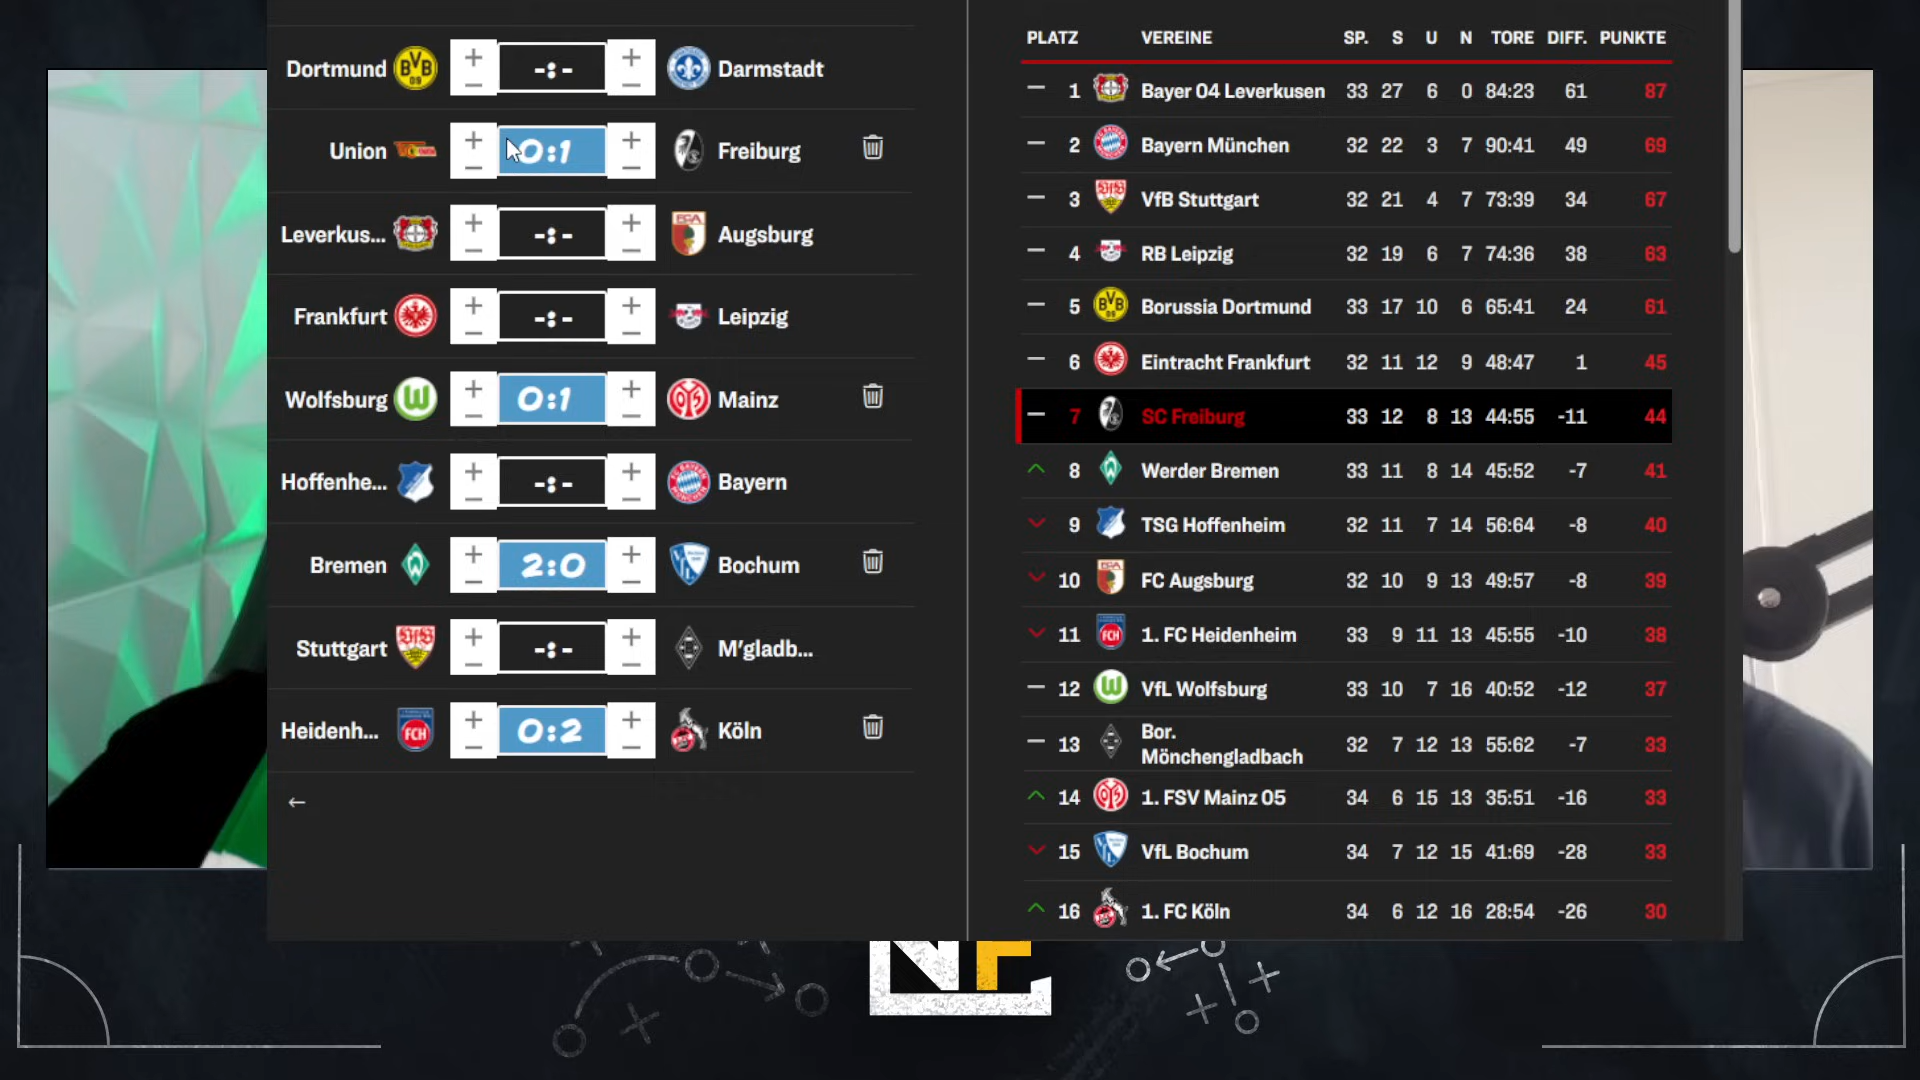 Dortmund + − -:- + − Darmstadt
Union + − 0:1 + − Freiburg
Leverkus... + − -:- + − Augsburg
Frankfurt + − -:- + − Leipzig
Wolfsburg + − 0:1 + − Mainz
Hoffenhe... + − -:- + − Bayern
Bremen + − 2:0 + − Bochum
Stuttgart + − -:- + − M'gladb...
Heidenh... + − 0:2 + − Köln
←
PLATZ VEREINE SP. S U N TORE DIFF. PUNKTE
1 Bayer 04 Leverkusen 33 27 6 0 84:23 61 87
2 Bayern München 32 22 3 7 90:41 49 69
3 VfB Stuttgart 32 21 4 7 73:39 34 67
4 RB Leipzig 32 19 6 7 74:36 38 63
5 Borussia Dortmund 33 17 10 6 65:41 24 61
6 Eintracht Frankfurt 32 11 12 9 48:47 1 45
7 SC Freiburg 33 12 8 13 44:55 -11 44
8 Werder Bremen 33 11 8 14 45:52 -7 41
9 TSG Hoffenheim 32 11 7 14 56:64 -8 40
10 FC Augsburg 32 10 9 13 49:57 -8 39
11 1. FC Heidenheim 33 9 11 13 45:55 -10 38
12 VfL Wolfsburg 33 10 7 16 40:52 -12 37
13 Bor.
Mönchengladbach 32 7 12 13 55:62 -7 33
14 1. FSV Mainz 05 34 6 15 13 35:51 -16 33
15 VfL Bochum 34 7 12 15 41:69 -28 33
16 1. FC Köln 34 6 12 16 28:54 -26 30